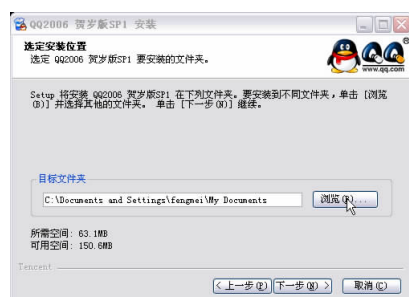 QQ2006 贺岁版SP1 安装
选定安装位置
选定 QQ2006 贺岁版SP1 要安装的文件夹。
QQ
www.qq.com
Setup 将安装 QQ2006 贺岁版SP1 在下列文件夹。要安装到不同文件夹，单击 [浏览
(B)] 并选择其他的文件夹。 单击 [下一步(N)] 继续。
目标文件夹
C:\Documents and Settings\fengmei\My Documents
浏览(B)...
所需空间: 63.1MB
可用空间: 150.6MB
Tencent
< 上一步(P) 下一步(N) > 取消(C)